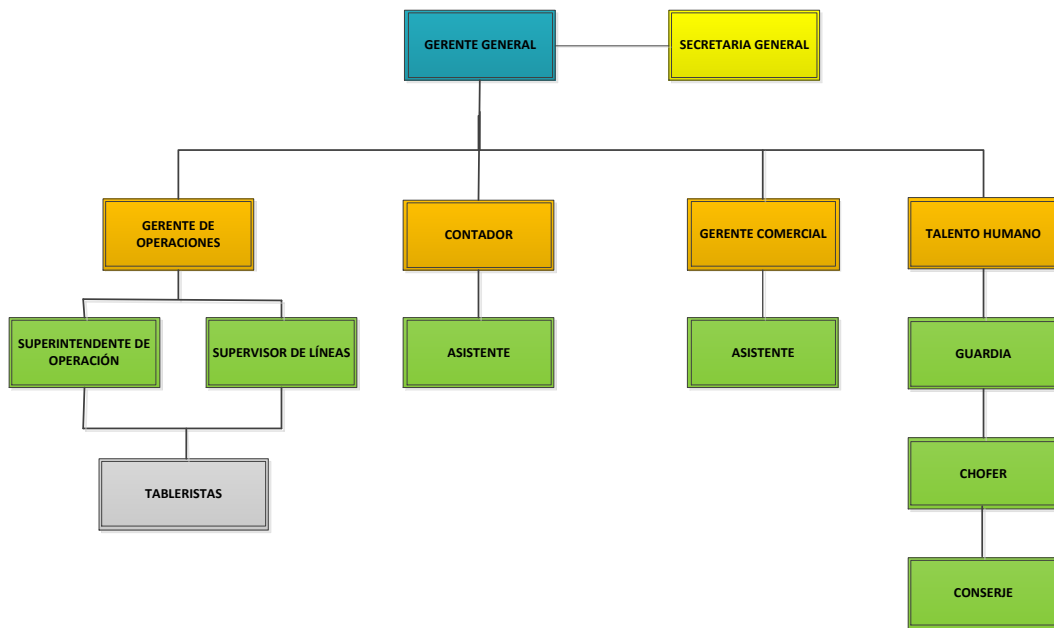 GERENTE GENERAL
SECRETARIA GENERAL
GERENTE DE
OPERACIONES
CONTADOR
GERENTE COMERCIAL
TALENTO HUMANO
SUPERINTENDENTE DE
OPERACIÓN
SUPERVISOR DE LÍNEAS
ASISTENTE
ASISTENTE
GUARDIA
CHOFER
TABLERISTAS
CONSERJE